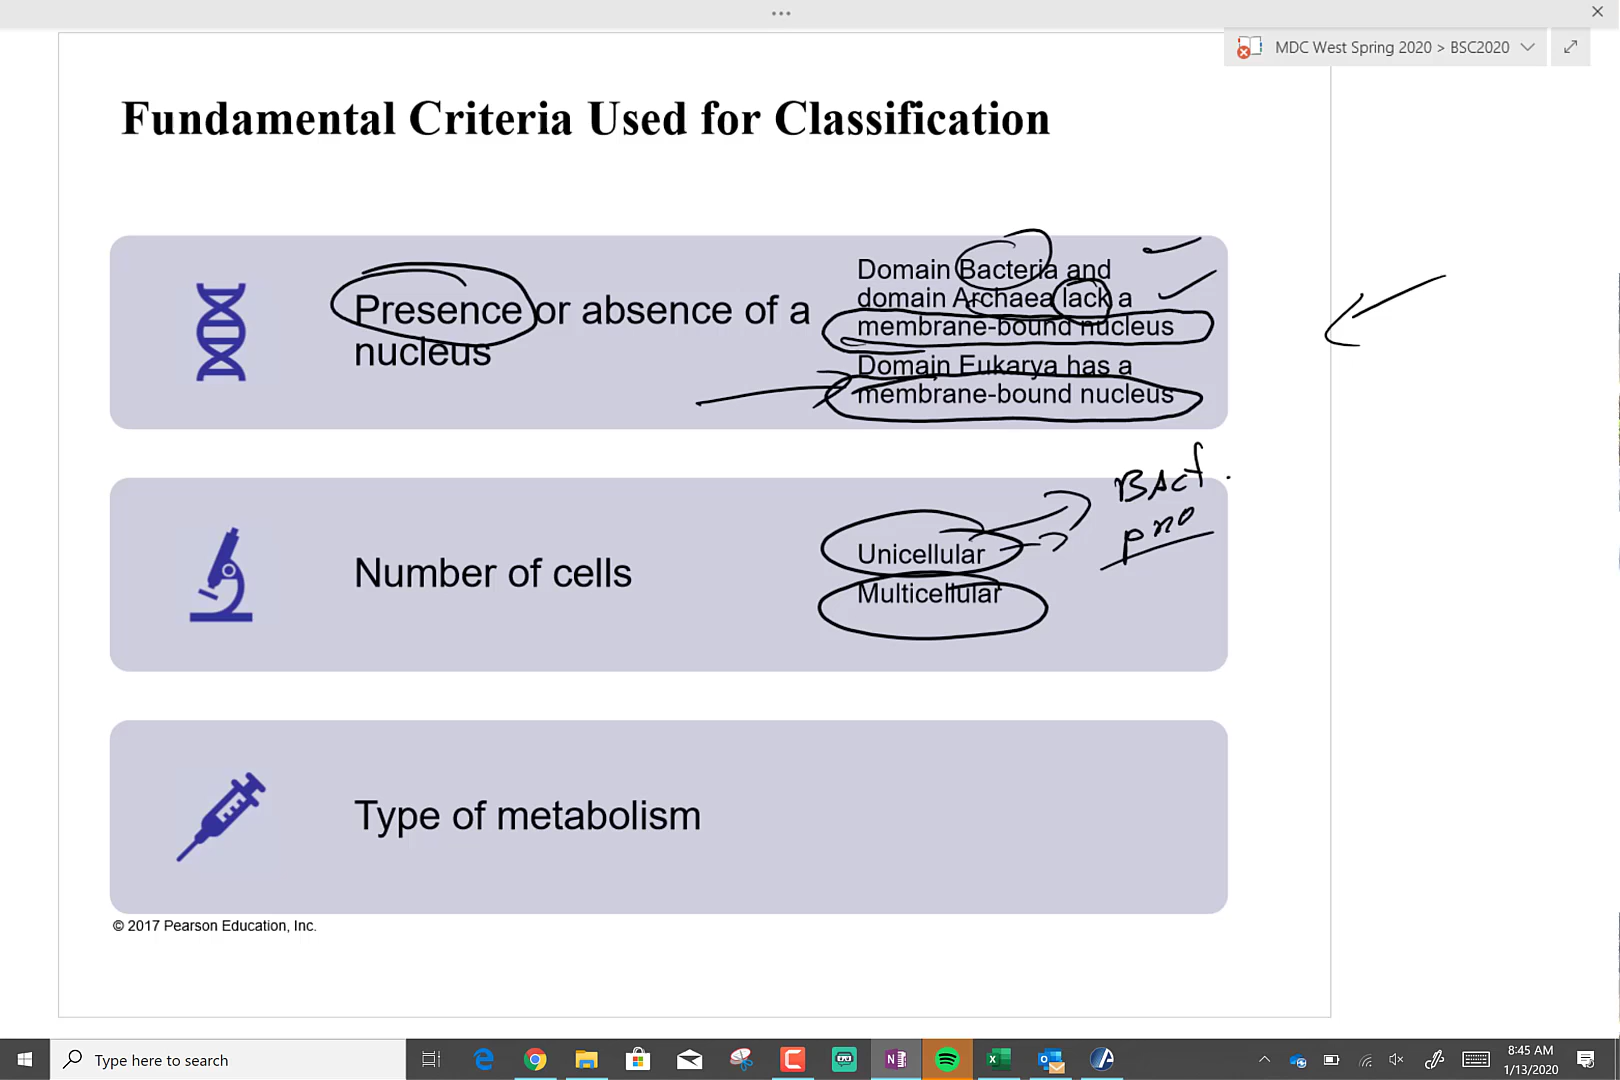 MDC West Spring 2020 > BSC2020
Fundamental Criteria Used for Classification
Presence or absence of a
nucleus
Domain Bacteria and
domain Archaea lack a
membrane-bound nucleus
Domain Eukarya has a
membrane-bound nucleus
Number of cells
Unicellular
Multicellular
BAct.
pro
Type of metabolism
© 2017 Pearson Education, Inc.
Type here to search
8:45 AM
1/13/2020